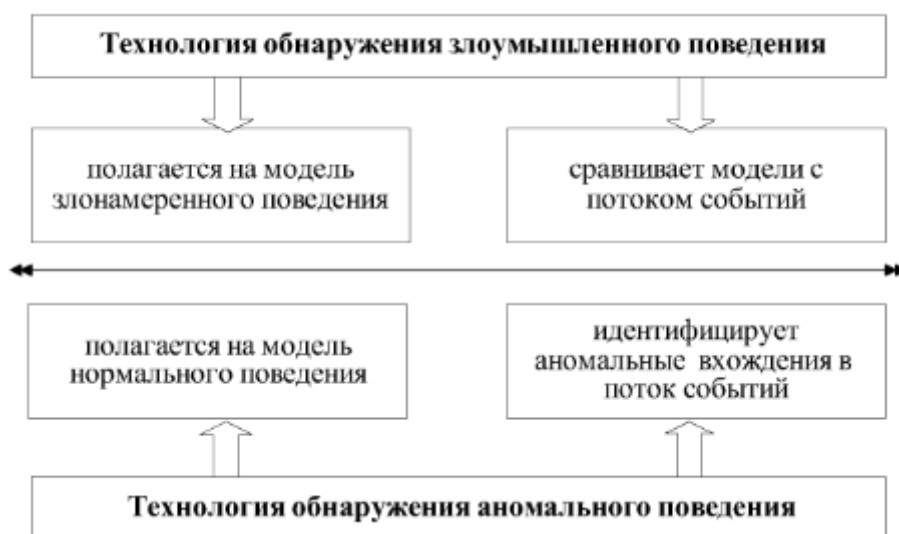 Технология обнаружения злоумышленного поведения
полагается на модель
злонамеренного поведения
сравнивает модели с
потоком событий
полагается на модель
нормального поведения
идентифицирует
аномальные вхождения в
поток событий
Технология обнаружения аномального поведения